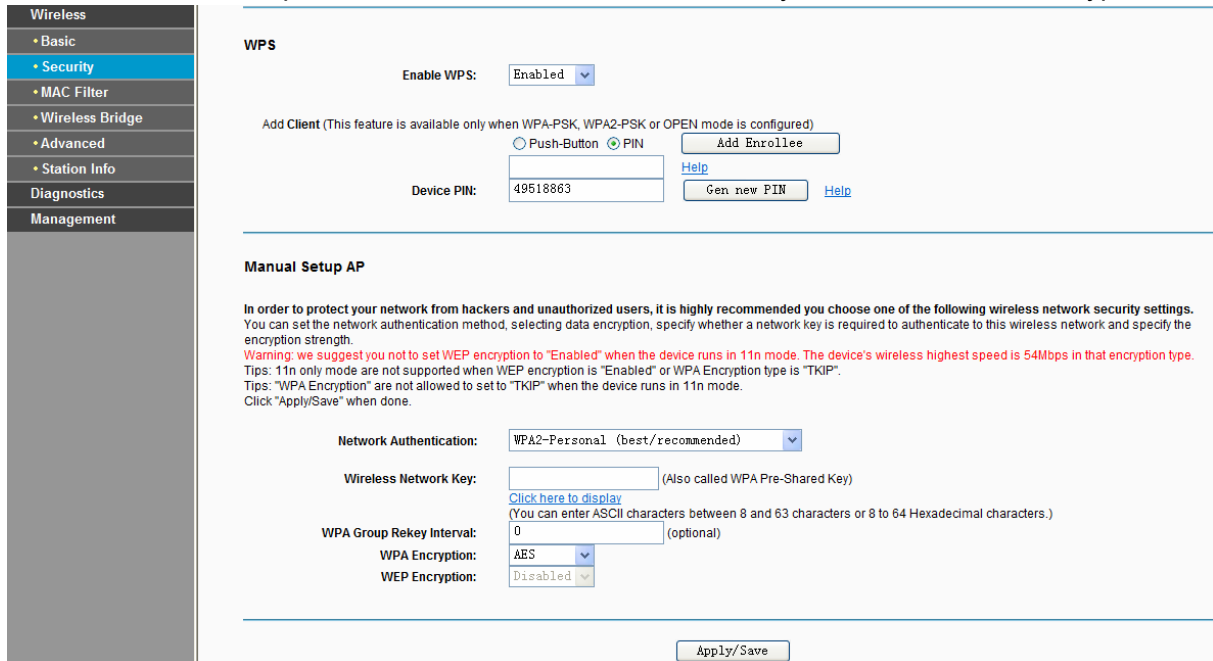 Wireless
• Basic
• Security
• MAC Filter
• Wireless Bridge
• Advanced
• Station Info
Diagnostics
Management
WPS
Enable WPS: Enabled
Add Client (This feature is available only when WPA-PSK, WPA2-PSK or OPEN mode is configured)
Push-Button PIN Add Enrollee
Help
Device PIN: 49518863 Gen new PIN Help
Manual Setup AP
In order to protect your network from hackers and unauthorized users, it is highly recommended you choose one of the following wireless network security settings.
You can set the network authentication method, selecting data encryption, specify whether a network key is required to authenticate to this wireless network and specify the
encryption strength.
Warning: we suggest you not to set WEP encryption to "Enabled" when the device runs in 11n mode. The device's wireless highest speed is 54Mbps in that encryption type.
Tips: 11n only mode are not supported when WEP encryption is "Enabled" or WPA Encryption type is "TKIP".
Tips: "WPA Encryption" are not allowed to set to "TKIP" when the device runs in 11n mode.
Click "Apply/Save" when done.
Network Authentication: WPA2-Personal (best/recommended)
Wireless Network Key: (Also called WPA Pre-Shared Key)
Click here to display
(You can enter ASCII characters between 8 and 63 characters or 8 to 64 Hexadecimal characters.)
WPA Group Rekey Interval: 0 (optional)
WPA Encryption: AES
WEP Encryption: Disabled
Apply/Save